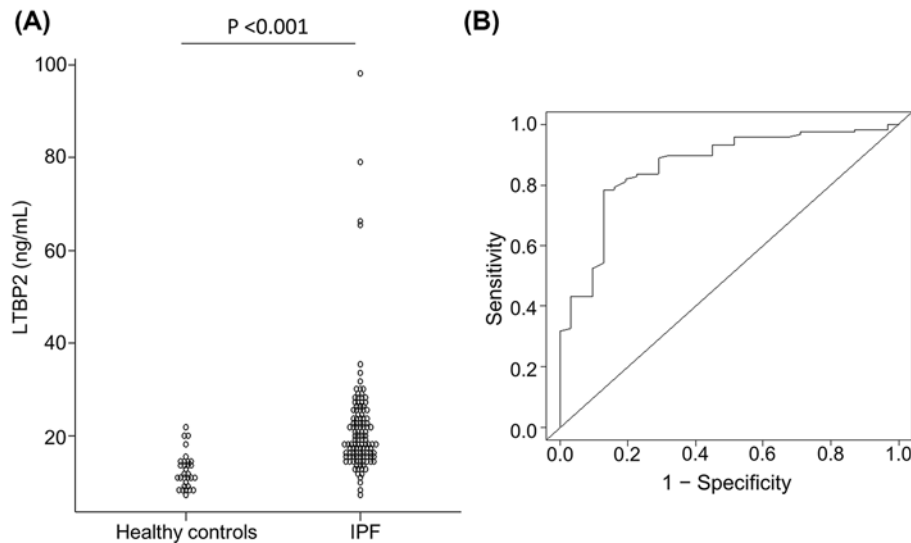 (A)
P <0.001
100
80
60
40
20
LTBP2 (ng/mL)
Healthy controls
IPF
(B)
1.0
0.8
0.6
0.4
0.2
0.0
Sensitivity
0.0 0.2 0.4 0.6 0.8 1.0
1 − Specificity